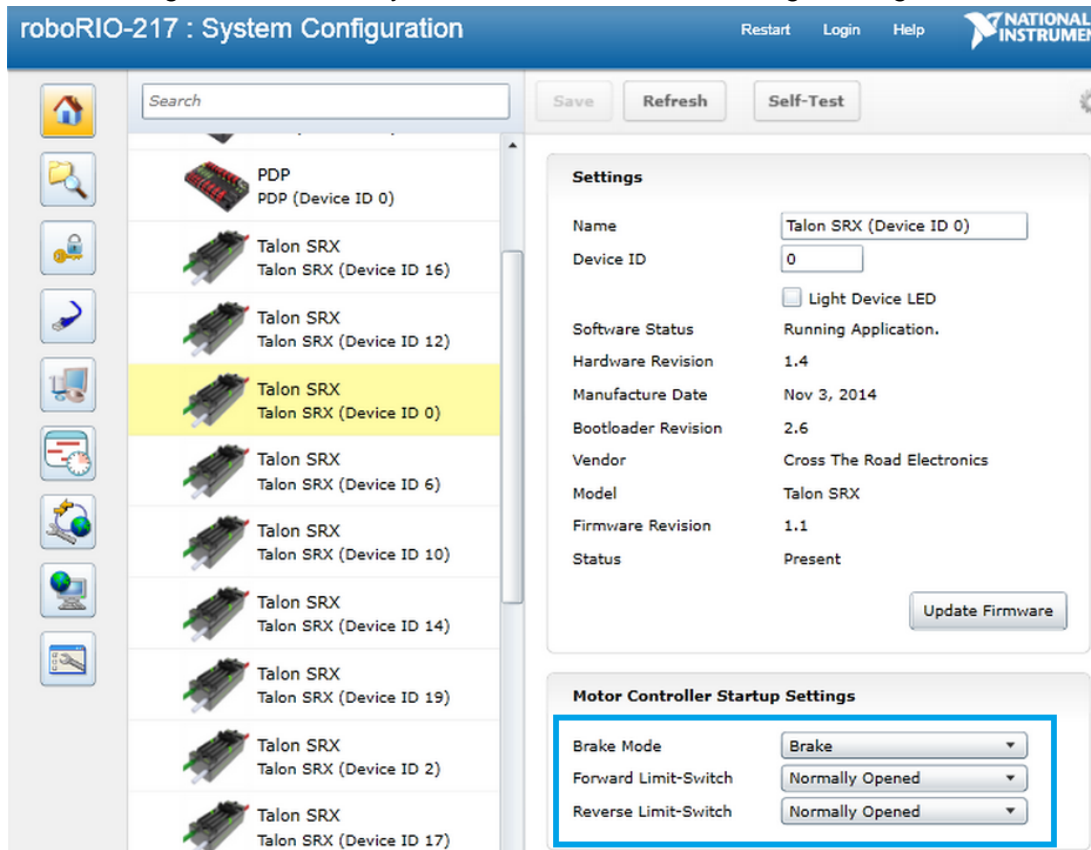 roboRIO-217 : System Configuration
Restart Login Help
NATIONAL
INSTRUMEN
Search
Save Refresh Self-Test
PDP
PDP (Device ID 0)
Talon SRX
Talon SRX (Device ID 16)
Talon SRX
Talon SRX (Device ID 12)
Talon SRX
Talon SRX (Device ID 0)
Talon SRX
Talon SRX (Device ID 6)
Talon SRX
Talon SRX (Device ID 10)
Talon SRX
Talon SRX (Device ID 14)
Talon SRX
Talon SRX (Device ID 19)
Talon SRX
Talon SRX (Device ID 2)
Talon SRX
Talon SRX (Device ID 17)
Settings
Name Talon SRX (Device ID 0)
Device ID 0
Light Device LED
Software Status Running Application.
Hardware Revision 1.4
Manufacture Date Nov 3, 2014
Bootloader Revision 2.6
Vendor Cross The Road Electronics
Model Talon SRX
Firmware Revision 1.1
Status Present
Update Firmware
Motor Controller Startup Settings
Brake Mode Brake
Forward Limit-Switch Normally Opened
Reverse Limit-Switch Normally Opened